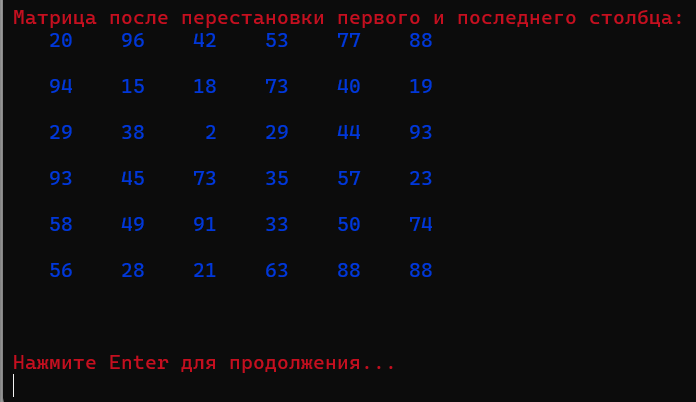 Матрица после перестановки первого и последнего столбца:
20 96 42 53 77 88
94 15 18 73 40 19
29 38 2 29 44 93
93 45 73 35 57 23
58 49 91 33 50 74
56 28 21 63 88 88
Нажмите Enter для продолжения...